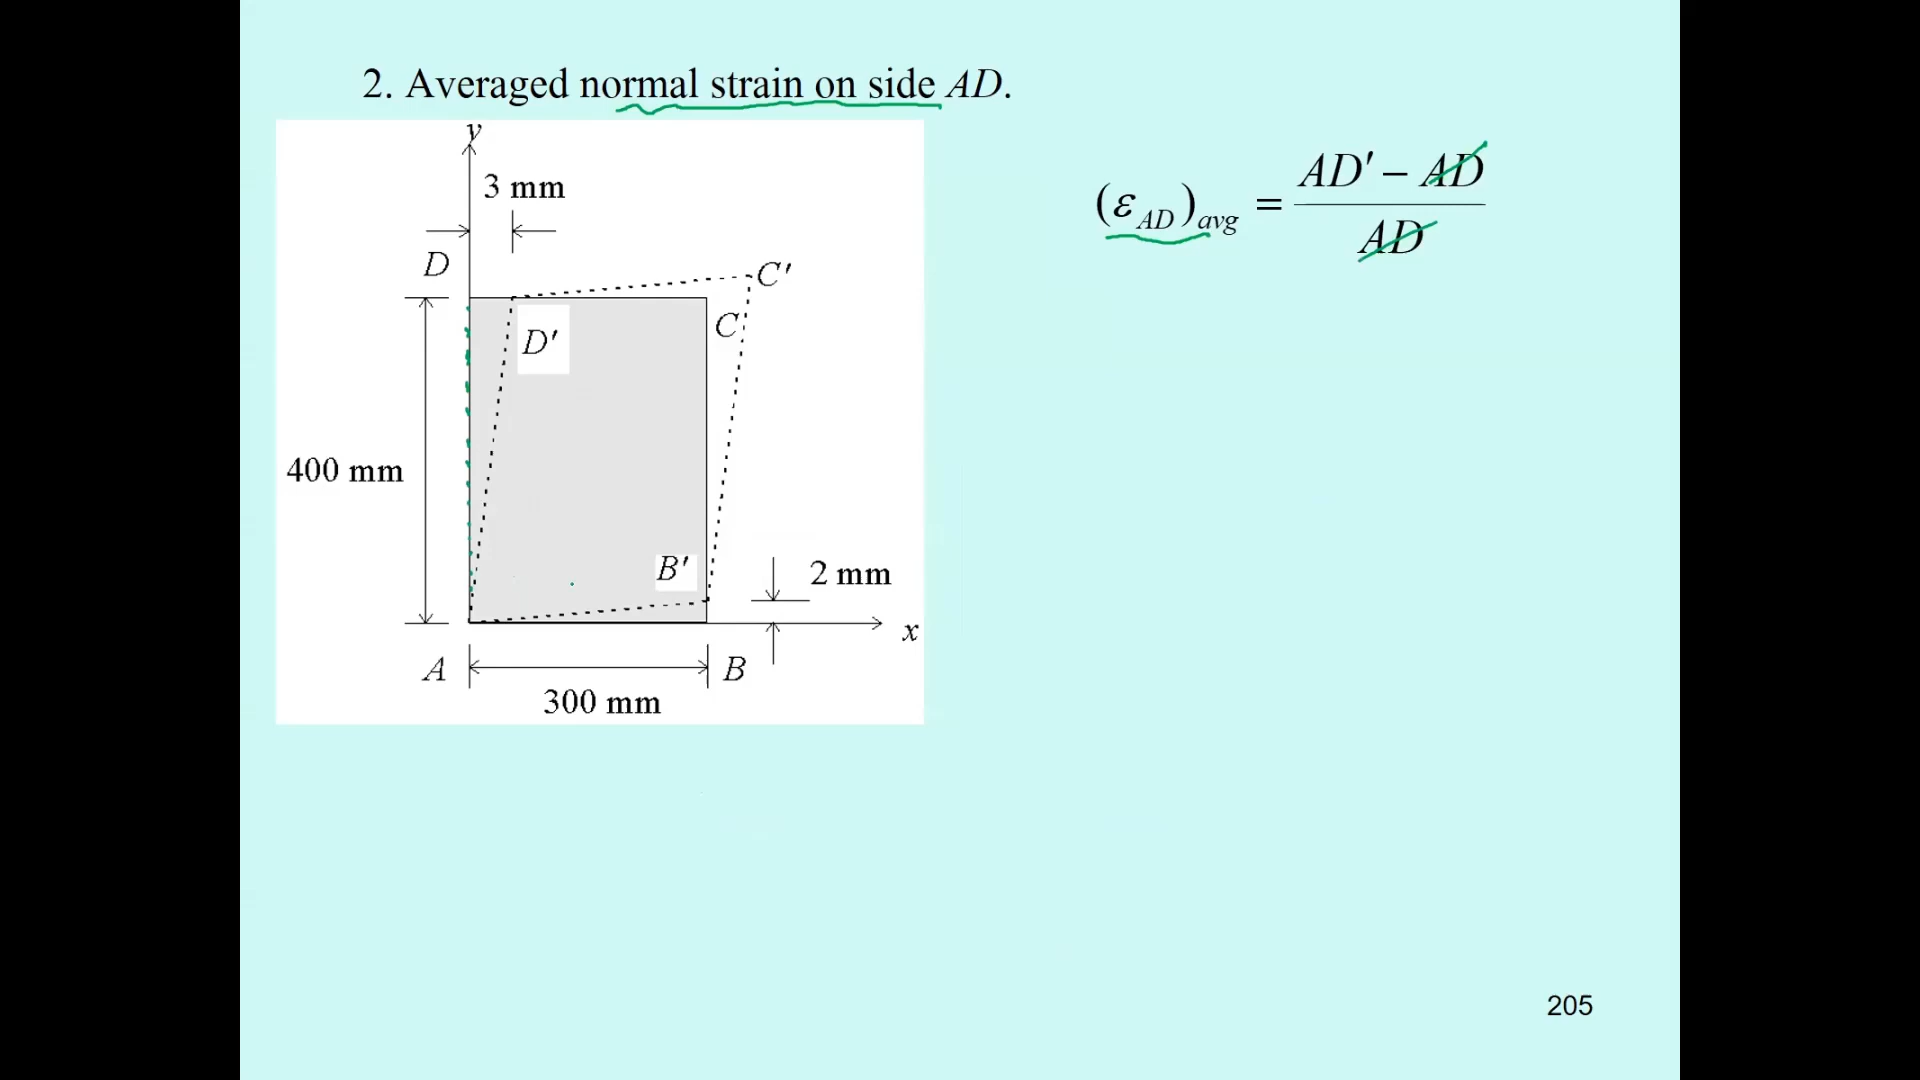 2. Averaged normal strain on side AD.
y
3 mm
(ε_AD)_avg = (AD′ − AD) / AD
D
C′
C
D′
400 mm
B′
2 mm
x
A
B
300 mm
205